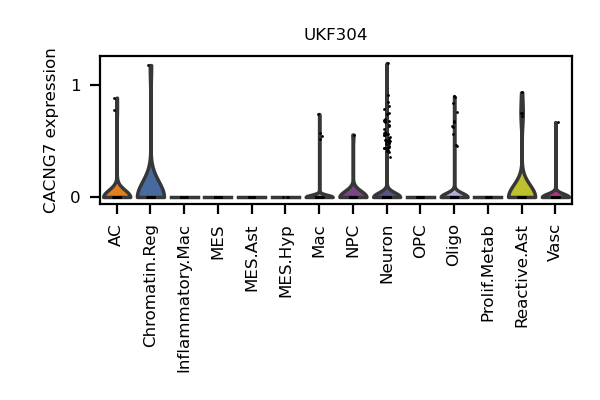 UKF304
CACNG7 expression
1
0
AC
Chromatin.Reg
Inflammatory.Mac
MES
MES.Ast
MES.Hyp
Mac
NPC
Neuron
OPC
Oligo
Prolif.Metab
Reactive.Ast
Vasc